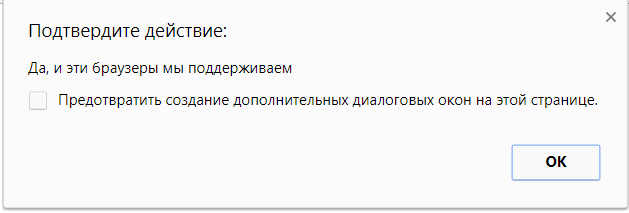 Подтвердите действие:
Да, и эти браузеры мы поддерживаем
Предотвратить создание дополнительных диалоговых окон на этой странице.
OK